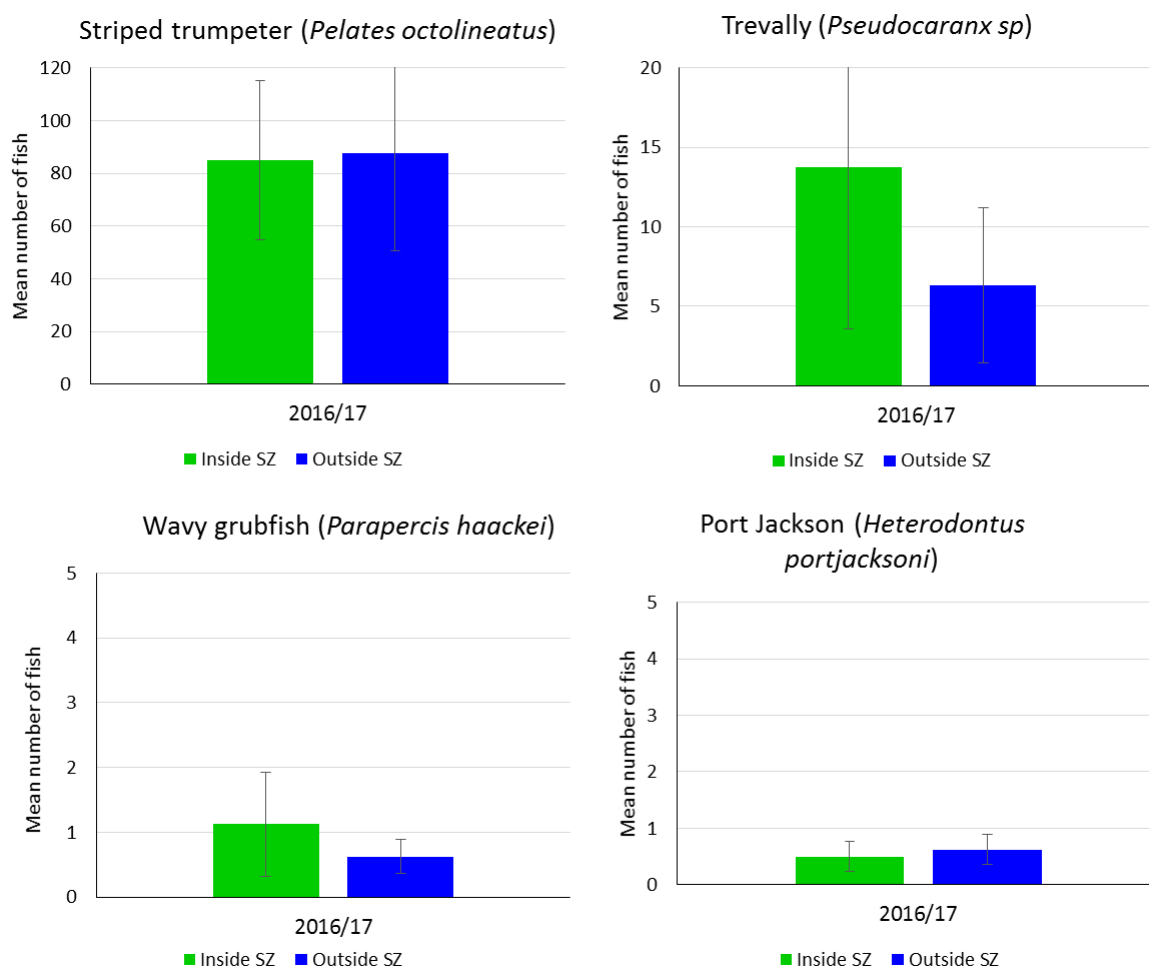 Striped trumpeter (Pelates octolineatus)
120
100
80
60
40
20
0
Mean number of fish
2016/17
Inside SZ Outside SZ
Trevally (Pseudocaranx sp)
20
15
10
5
0
Mean number of fish
2016/17
Inside SZ Outside SZ
Wavy grubfish (Parapercis haackei)
5
4
3
2
1
0
Mean number of fish
2016/17
Inside SZ Outside SZ
Port Jackson (Heterodontus
portjacksoni)
5
4
3
2
1
0
Mean number of fish
2016/17
Inside SZ Outside SZ